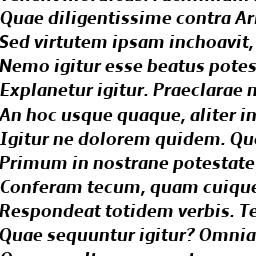 Quae diligentissime contra Ar
Sed virtutem ipsam inchoavit,
Nemo igitur esse beatus potes
Explanetur igitur. Praeclarae n
An hoc usque quaque, aliter in
Igitur ne dolorem quidem. Que
Primum in nostrane potestate
Conferam tecum, quam cuique
Respondeat totidem verbis. Te
Quae sequuntur igitur? Omnia